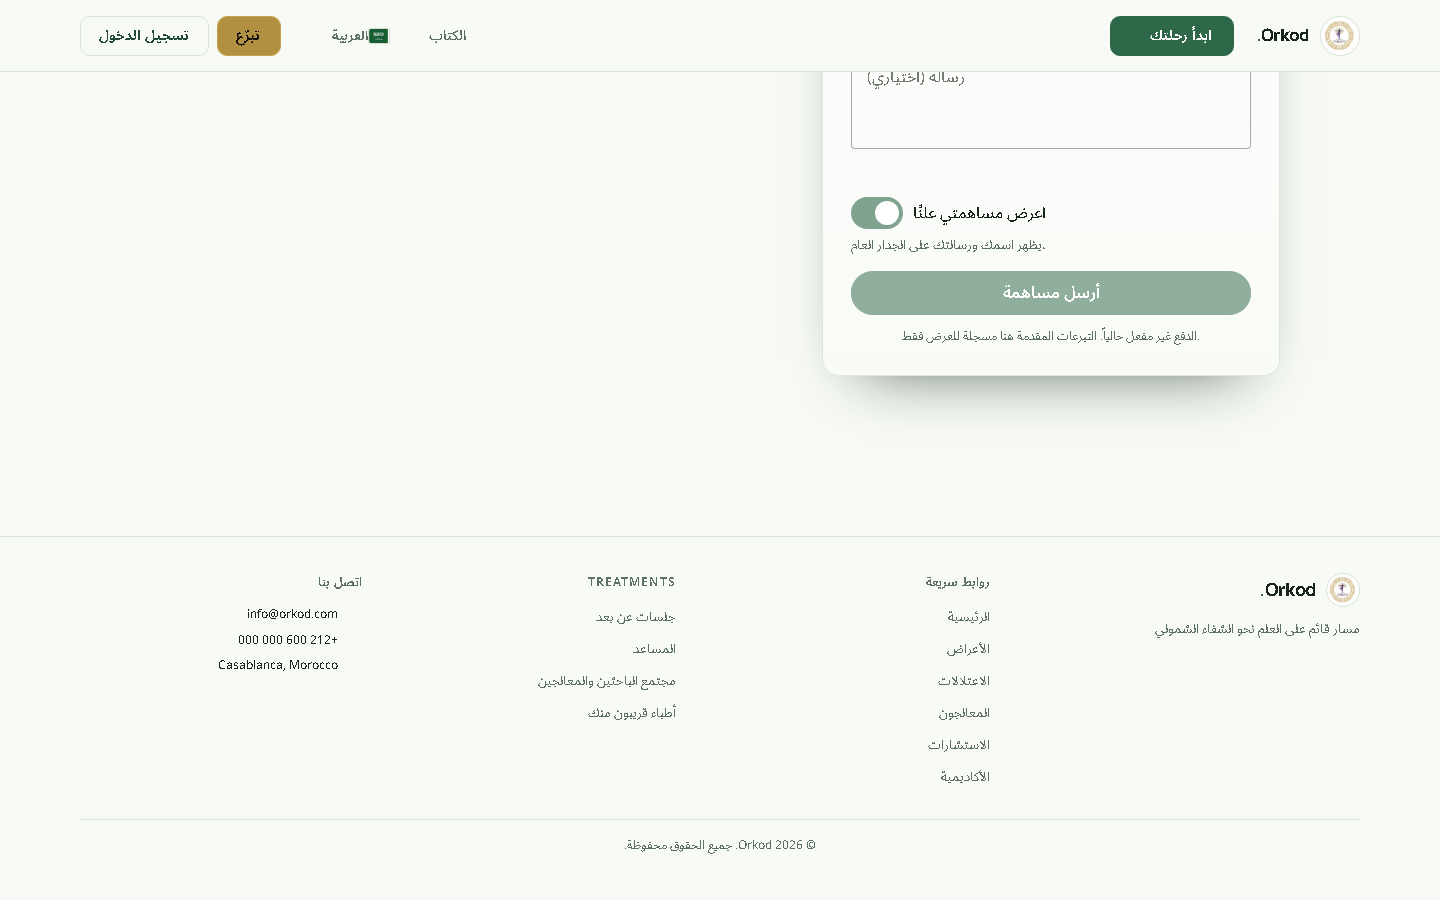 Orkod.
ابدأ رحلتك
الكتاب
العربية
تبرّع
تسجيل الدخول
رسالة (اختياري)
اعرض مساهمتي علنًا
يظهر اسمك ورسالتك على الجدار العام.
أرسل مساهمة
الدفع غير مفعل حالياً. التبرعات المقدمة هنا مسجلة للعرض فقط.
Orkod.
مسار قائم على العلم نحو الشفاء الشمولي
روابط سريعة
الرئيسية
الأعراض
الاعتلالات
المعالجون
الاستشارات
الأكاديمية
TREATMENTS
جلسات عن بعد
المساعد
مجتمع الباحثين والمعالجين
أطباء قريبون منك
اتصل بنا
info@orkod.com
+212 600 000 000
Casablanca, Morocco
© 2026 Orkod. جميع الحقوق محفوظة.